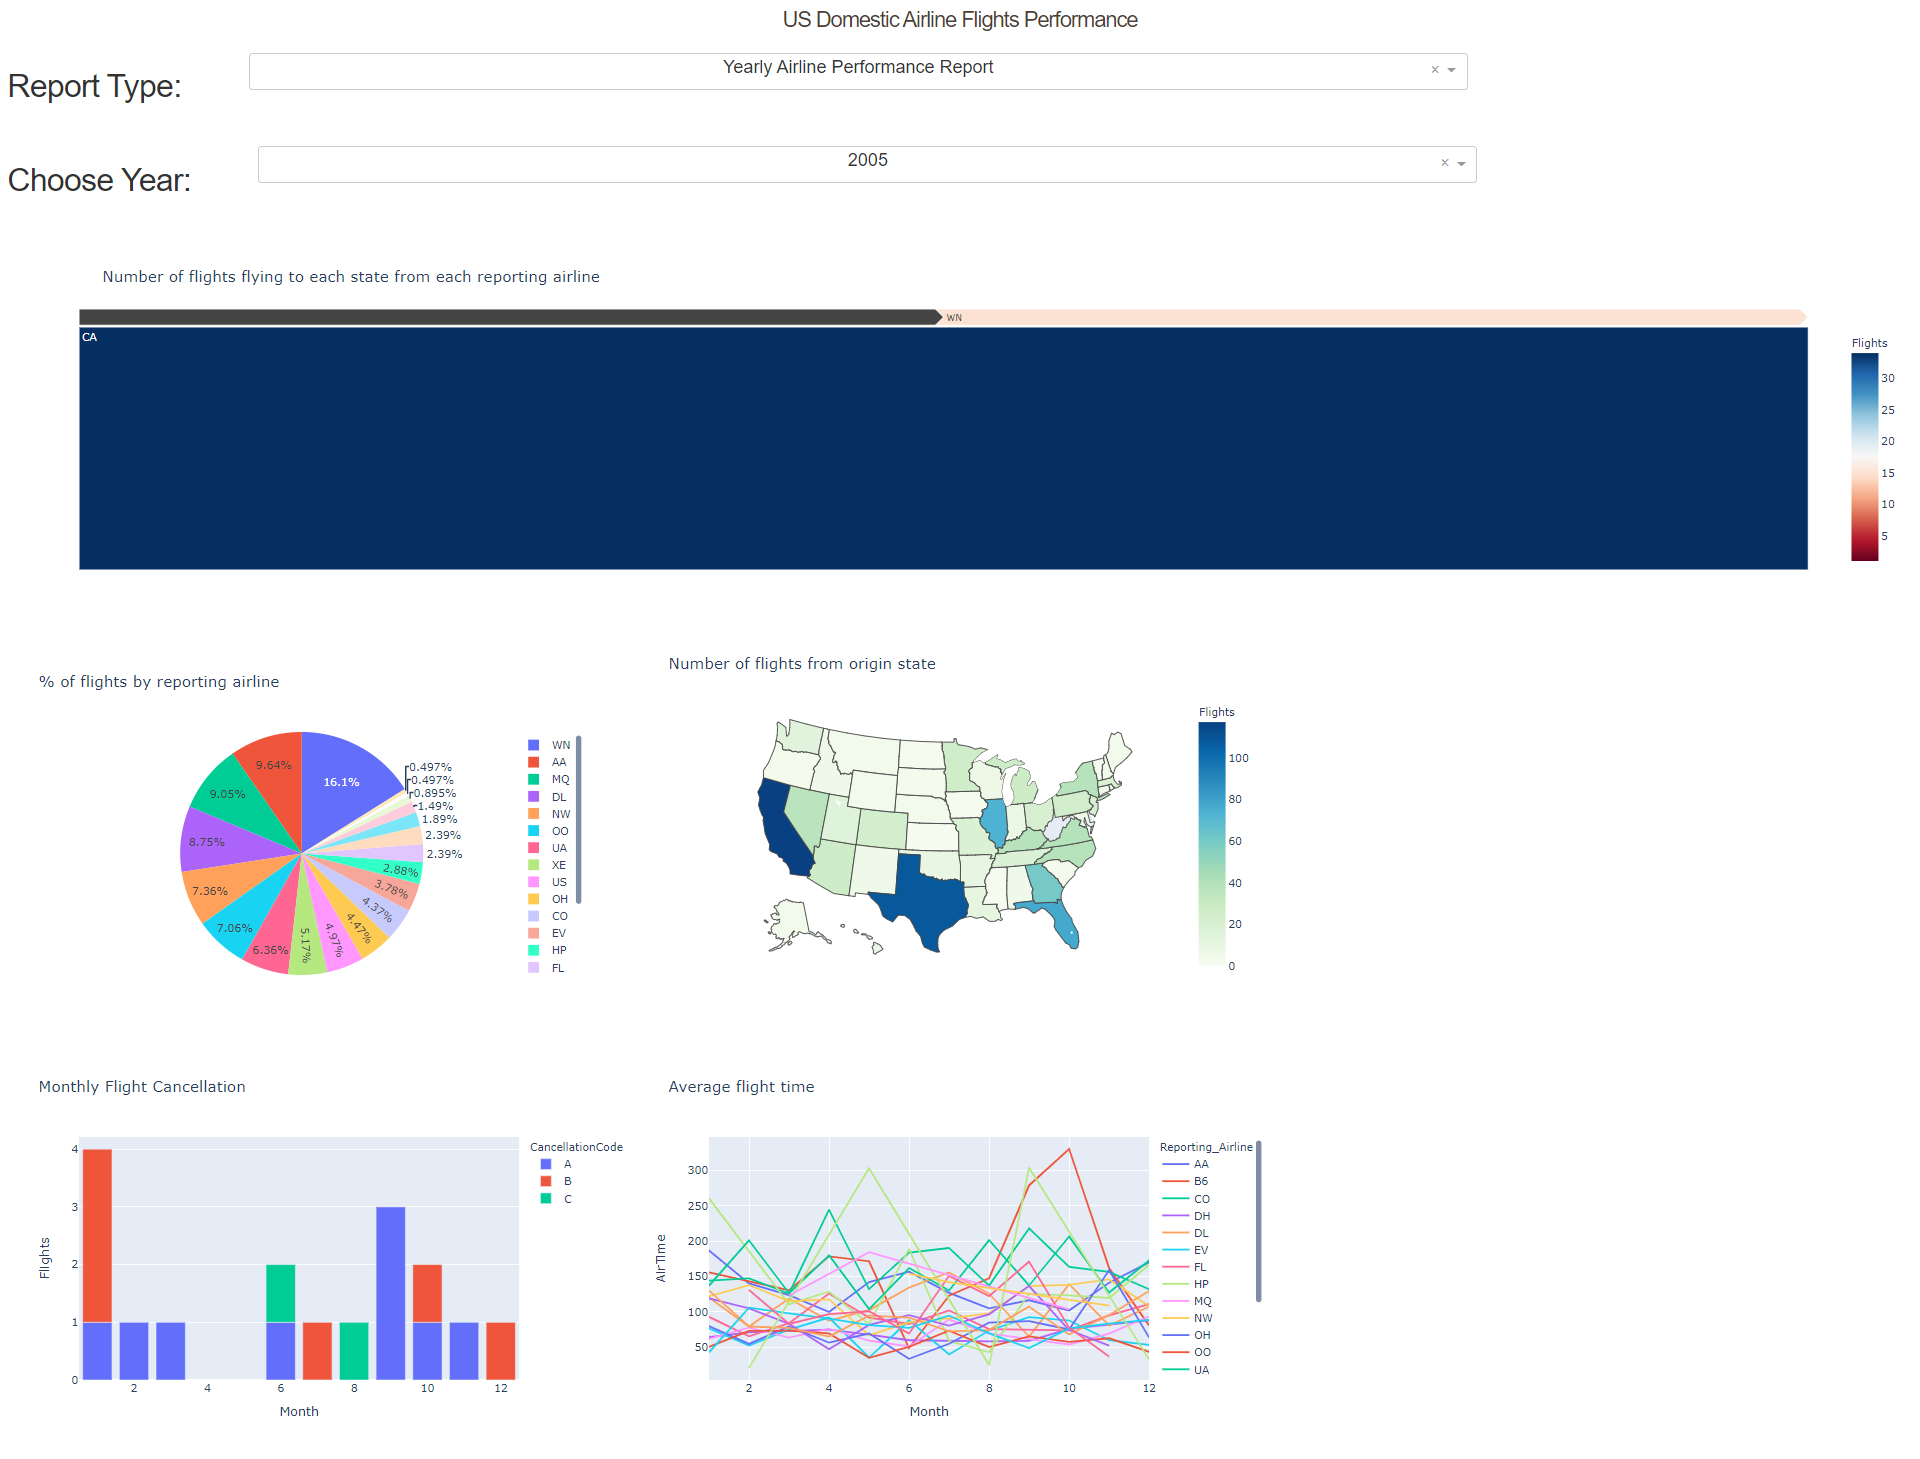 US Domestic Airline Flights Performance
Report Type:
Yearly Airline Performance Report
×
Choose Year:
2005
×
Number of flights flying to each state from each reporting airline
WN
CA
Flights
30
25
20
15
10
5
% of flights by reporting airline
16.1%
9.64%
9.05%
8.75%
7.36%
7.06%
6.36%
5.17%
4.97%
4.47%
4.37%
3.78%
2.88%
2.39%
2.39%
1.89%
1.49%
0.895%
0.497%
0.497%
WN
AA
MQ
DL
NW
OO
UA
XE
US
OH
CO
EV
HP
FL
Number of flights from origin state
Flights
100
80
60
40
20
0
Monthly Flight Cancellation
Flights
4
3
2
1
0
2 4 6 8 10 12
Month
CancellationCode
A
B
C
Average flight time
AirTime
300
250
200
150
100
50
2 4 6 8 10 12
Month
Reporting_Airline
AA
B6
CO
DH
DL
EV
FL
HP
MQ
NW
OH
OO
UA